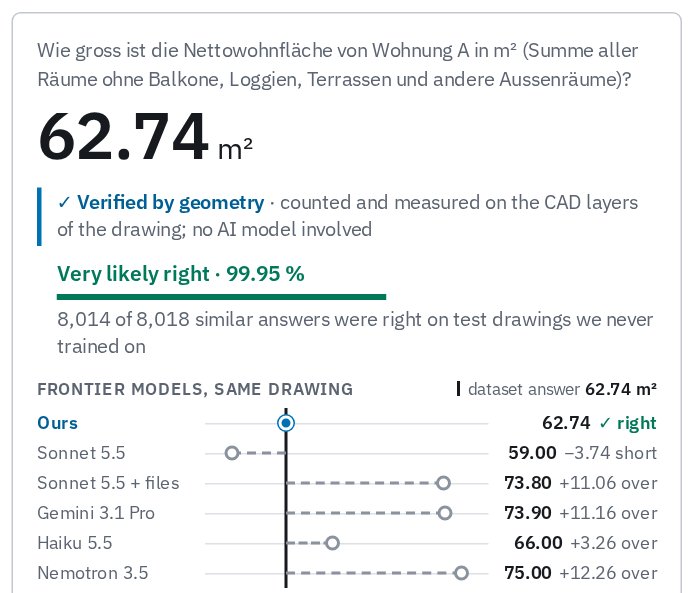 Wie gross ist die Nettowohnfläche von Wohnung A in m² (Summe aller
Räume ohne Balkone, Loggien, Terrassen und andere Aussenräume)?
62.74 m²
✓ Verified by geometry · counted and measured on the CAD layers
of the drawing; no AI model involved
Very likely right · 99.95 %
8,014 of 8,018 similar answers were right on test drawings we never
trained on
FRONTIER MODELS, SAME DRAWING dataset answer 62.74 m²
Ours 62.74 ✓ right
Sonnet 5.5 59.00 −3.74 short
Sonnet 5.5 + files 73.80 +11.06 over
Gemini 3.1 Pro 73.90 +11.16 over
Haiku 5.5 66.00 +3.26 over
Nemotron 3.5 75.00 +12.26 over